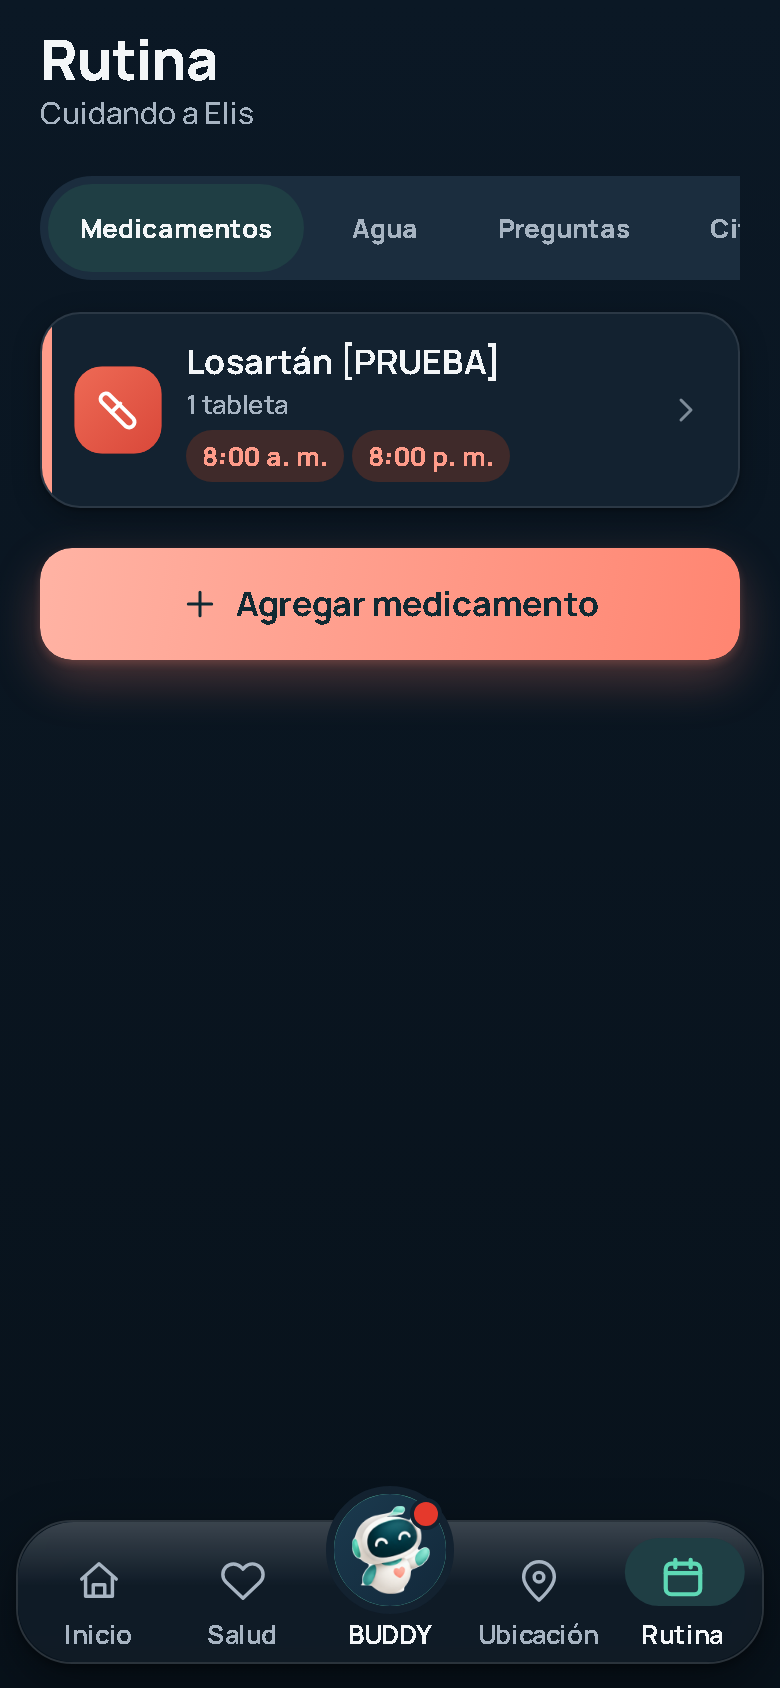 Rutina
Cuidando a Elis
Medicamentos Agua Preguntas
Losartán [PRUEBA]
1 tableta
8:00 a. m. 8:00 p. m.
+ Agregar medicamento
Inicio Salud BUDDY Ubicación Rutina